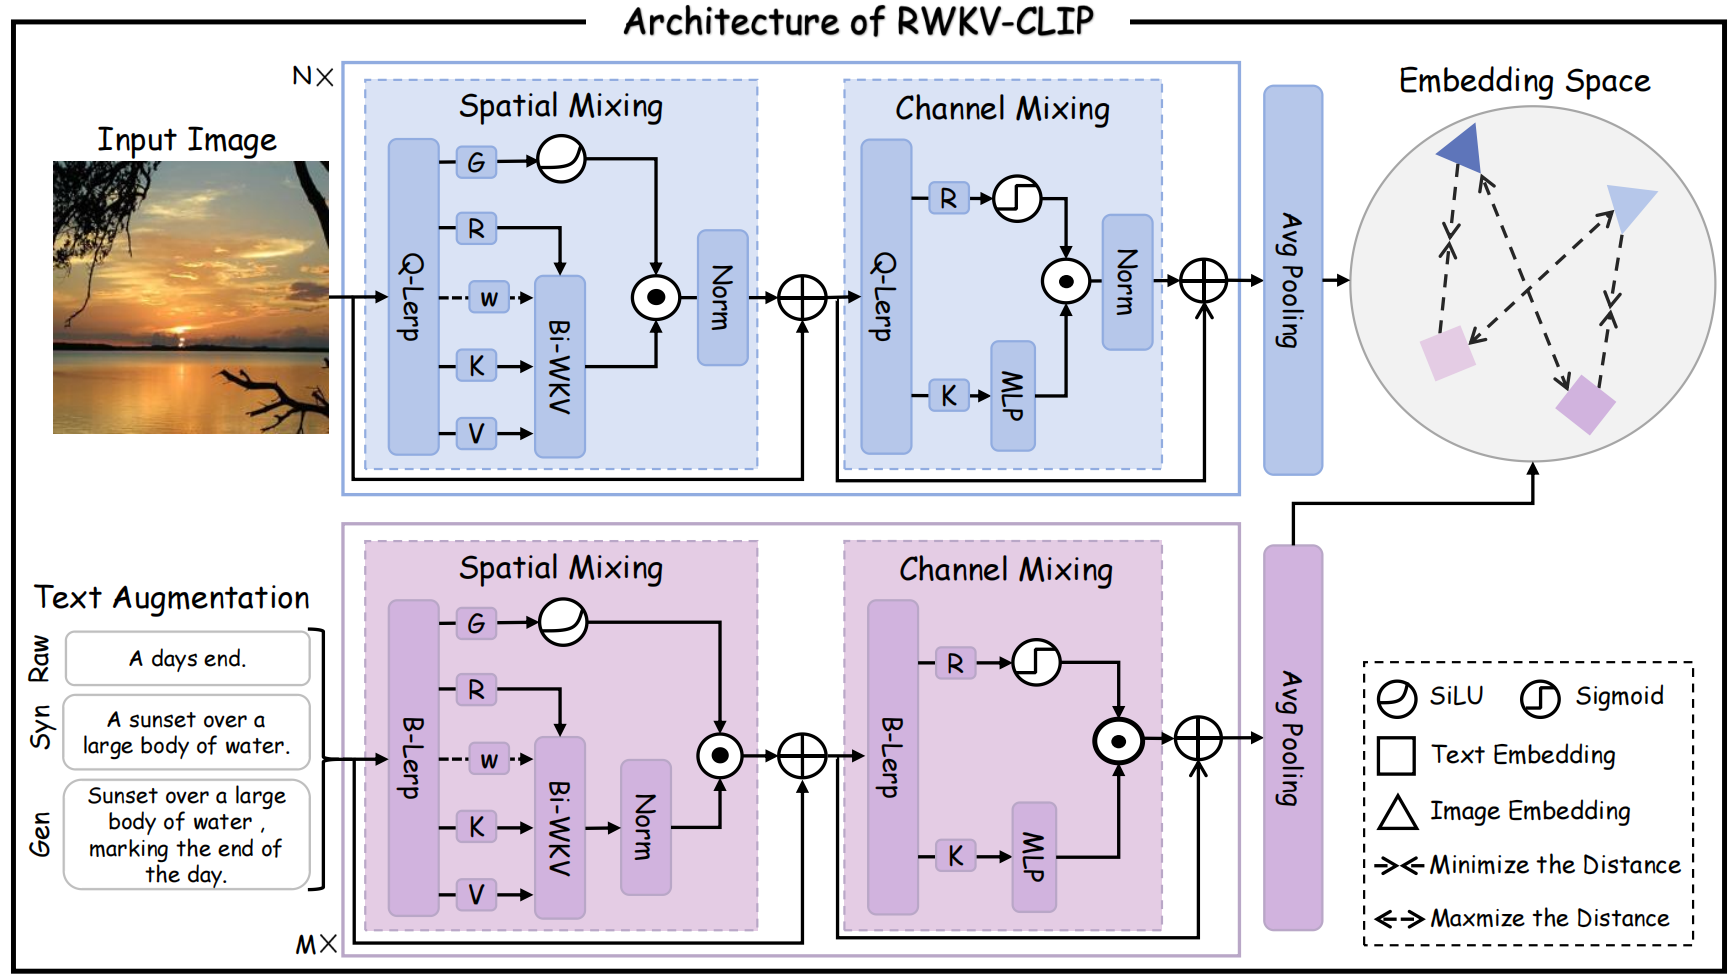 Architecture of RWKV-CLIP
N×
Input Image
Spatial Mixing
Q-Lerp
G
R
w
K
V
Bi-WKV
Norm
Channel Mixing
Q-Lerp
R
K
MLP
Norm
Avg Pooling
Embedding Space
Text Augmentation
Raw
A days end.
Syn
A sunset over a
large body of water.
Gen
Sunset over a large
body of water ,
marking the end of
the day.
M×
Spatial Mixing
B-Lerp
G
R
w
K
V
Bi-WKV
Norm
Channel Mixing
B-Lerp
R
K
MLP
Avg Pooling
SiLU
Sigmoid
Text Embedding
Image Embedding
Minimize the Distance
Maxmize the Distance